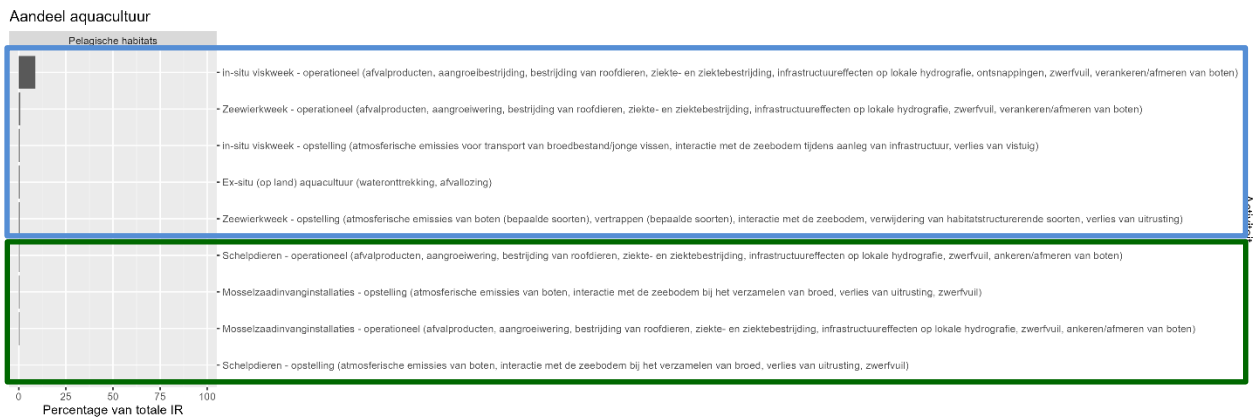 Aandeel aquacultuur
Pelagische habitats
In-situ viskweek - operationeel (afvalproducten, aangroeibestrijding, bestrijding van roofdieren, ziekte- en ziektebestrijding, infrastructuureffecten op lokale hydrografie, ontsnappingen, zwerfvuil, verankeren/afmeren van boten)
Zeewierkweek - operationeel (afvalproducten, aangroeiwering, bestrijding van roofdieren, ziekte- en ziektebestrijding, infrastructuureffecten op lokale hydrografie, zwerfvuil, verankeren/afmeren van boten)
In-situ viskweek - opstelling (atmosferische emissies voor transport van broedbestand/jonge vissen, interactie met de zeebodem tijdens aanleg van infrastructuur, verlies van vistuig)
Ex-situ (op land) aquacultuur (wateronttrekking, afvallozing)
Zeewierkweek - opstelling (atmosferische emissies van boten (bepaalde soorten), vertrappen (bepaalde soorten), interactie met de zeebodem, verwijdering van habitatstructurerende soorten, verlies van uitrusting)
Schelpdieren - operationeel (afvalproducten, aangroeiwering, bestrijding van roofdieren, ziekte- en ziektebestrijding, infrastructuureffecten op lokale hydrografie, zwerfvuil, ankeren/afmeren van boten)
Mosselzaadinvanginstallaties - opstelling (atmosferische emissies van boten, interactie met de zeebodem bij het verzamelen van broed, verlies van uitrusting, zwerfvuil)
Mosselzaadinvanginstallaties - operationeel (afvalproducten, aangroeiwering, bestrijding van roofdieren, ziekte- en ziektebestrijding, infrastructuureffecten op lokale hydrografie, zwerfvuil, ankeren/afmeren van boten)
Schelpdieren - opstelling (atmosferische emissies van boten, interactie met de zeebodem bij het verzamelen van broed, verlies van uitrusting, zwerfvuil)
0 25 50 75 100
Percentage van totale IR